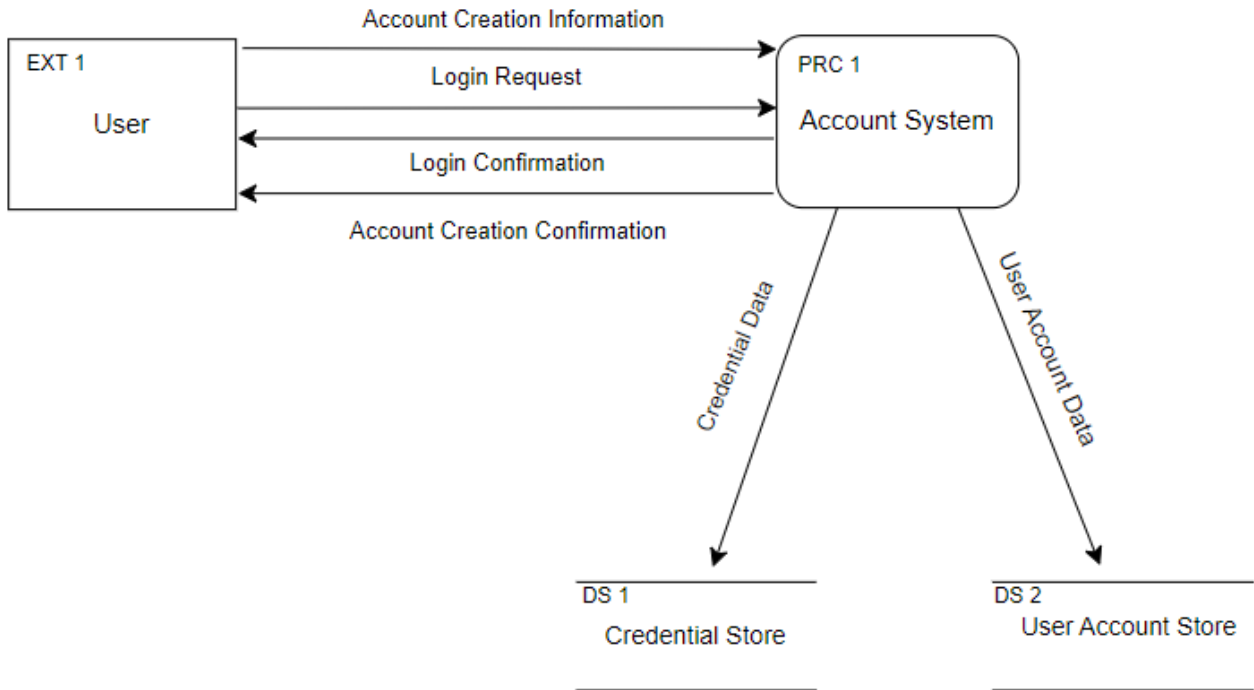 Account Creation Information
EXT 1
User
Login Request
PRC 1
Account System
Login Confirmation
Account Creation Confirmation
Credential Data
User Account Data
DS 1
Credential Store
DS 2
User Account Store